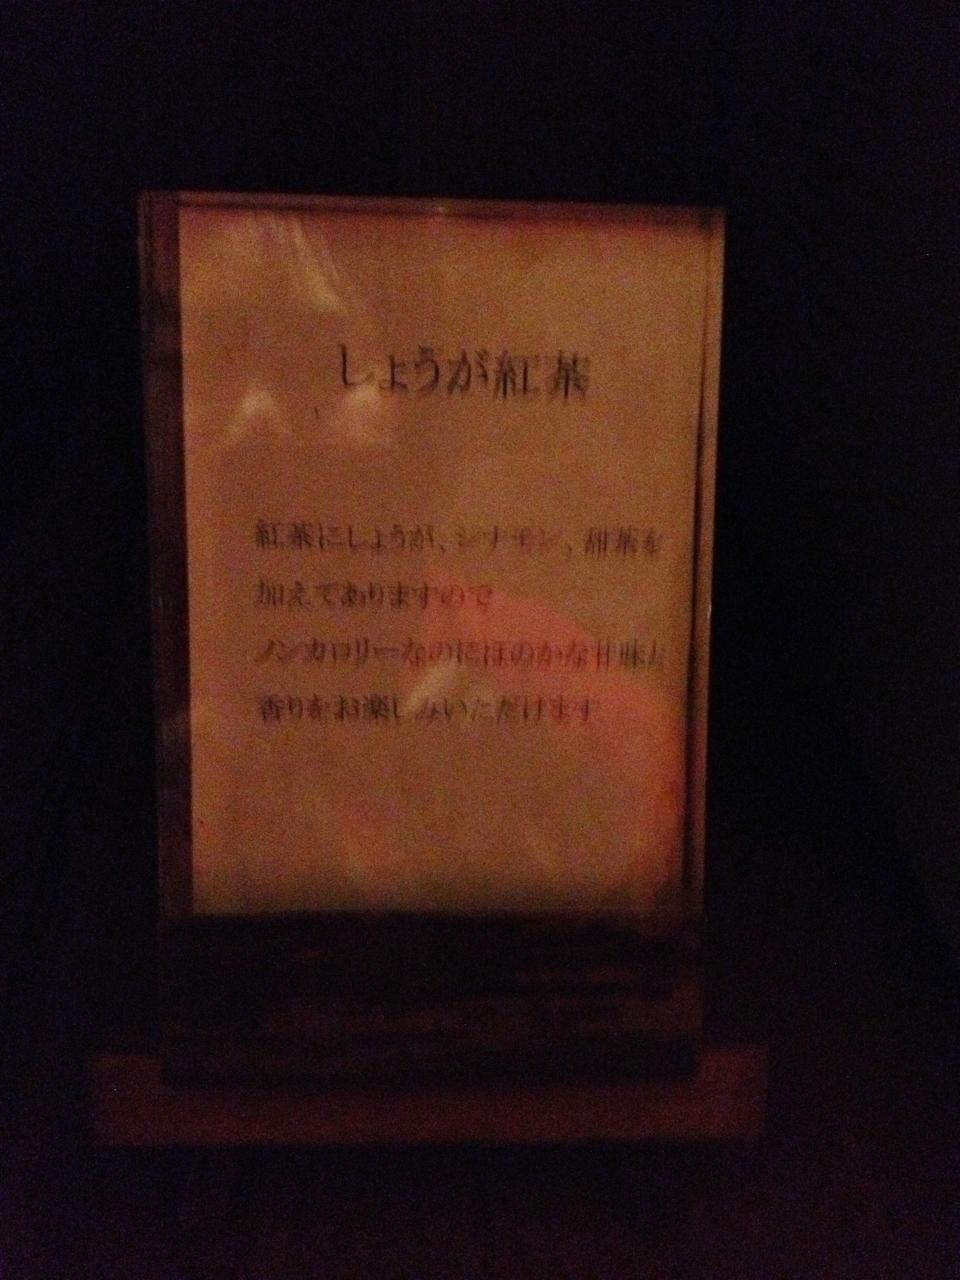 しょうが紅茶
紅茶にしょうが、シナモン、甜茶を
加えてありますので
ノンカロリーなのにほのかな甘味と
香りをお楽しみいただけます